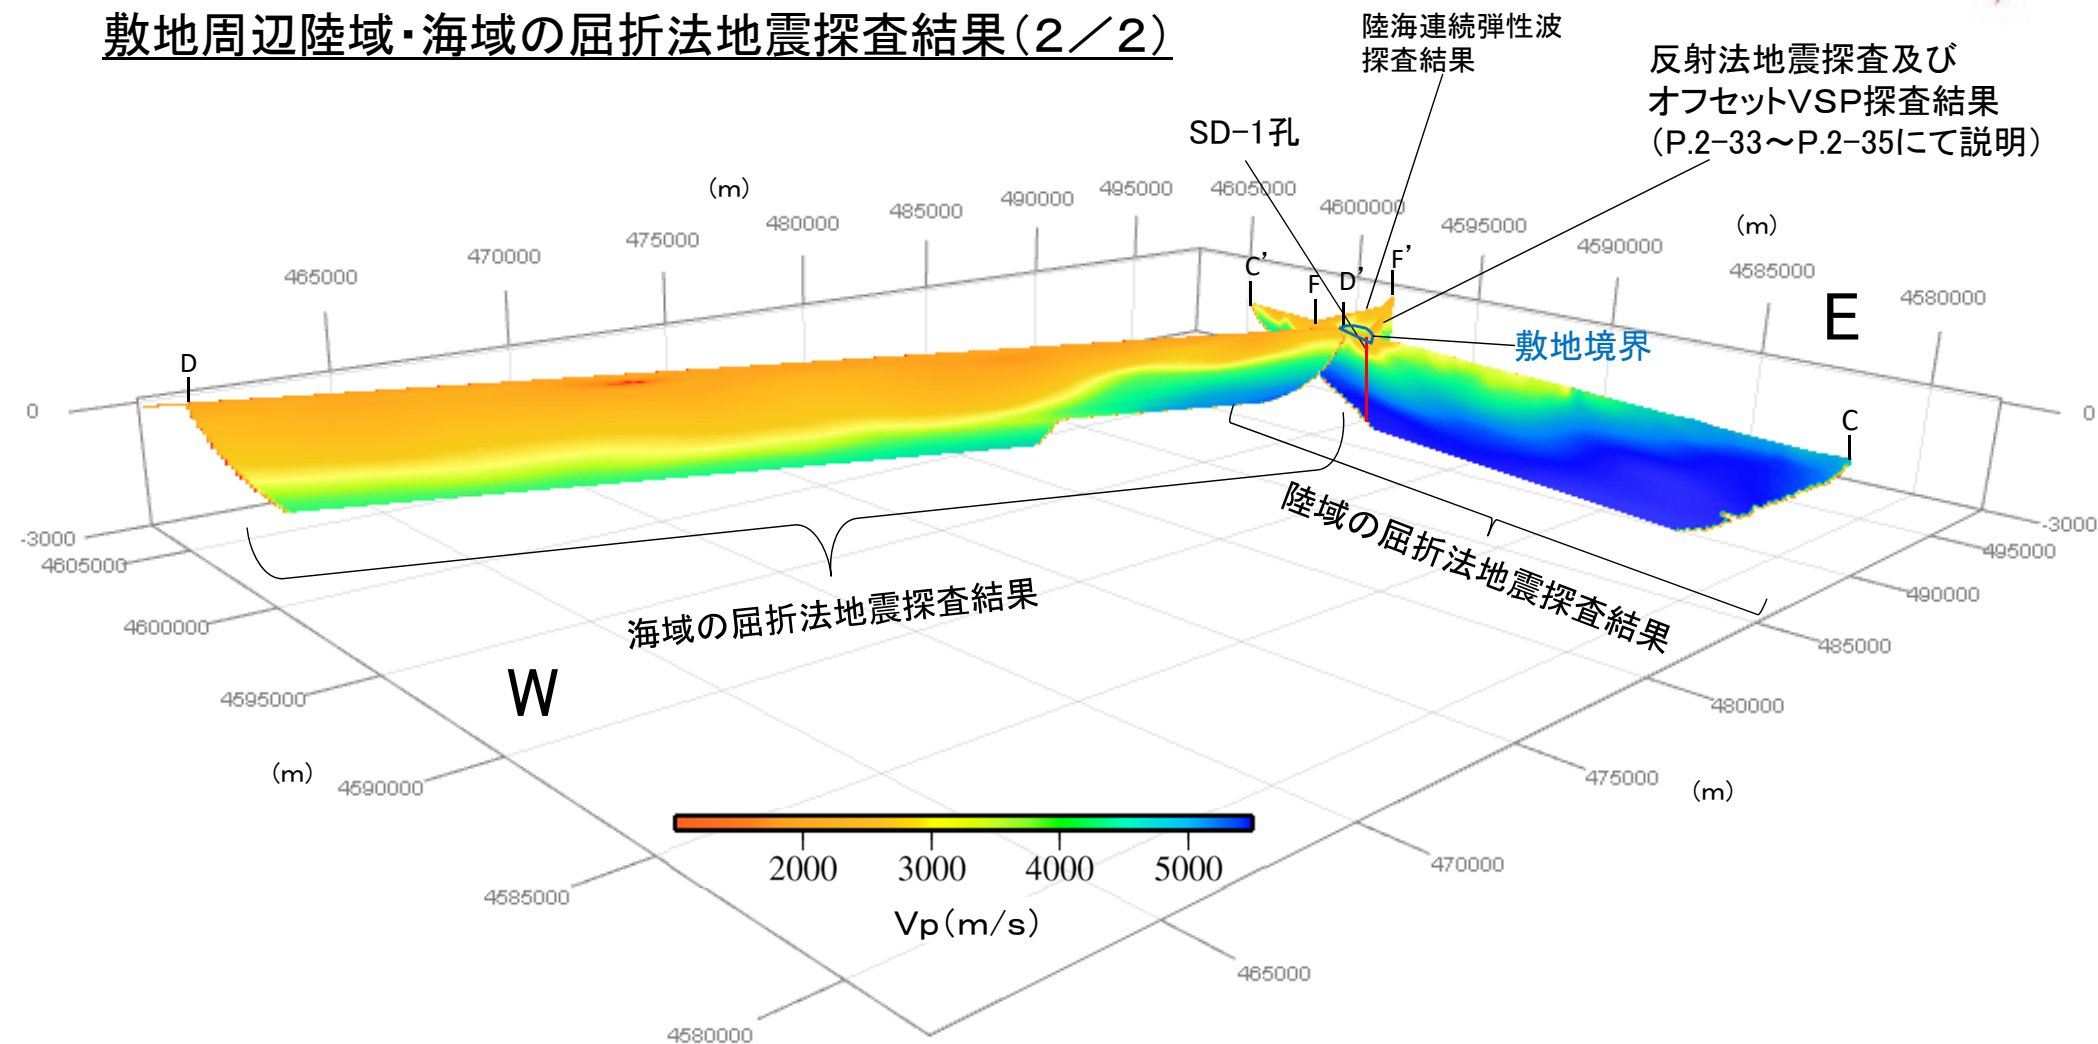 敷地周辺陸域・海域の屈折法地震探査結果（２／２）
陸海連続弾性波
探査結果
反射法地震探査及び
オフセットＶＳＰ探査結果
（P.2-33～P.2-35にて説明）
SD-1孔
(m)
465000
470000
475000
480000
485000
490000
495000
4605000
4600000
4595000
4590000
4585000
4580000
(m)
E
C’
F
D’
F’
敷地境界
D
C
0
0
-3000
-3000
4605000
4600000
4595000
4590000
4585000
4580000
(m)
495000
490000
485000
480000
475000
470000
465000
(m)
陸域の屈折法地震探査結果
海域の屈折法地震探査結果
W
2000 3000 4000 5000
Ｖp（m/s）